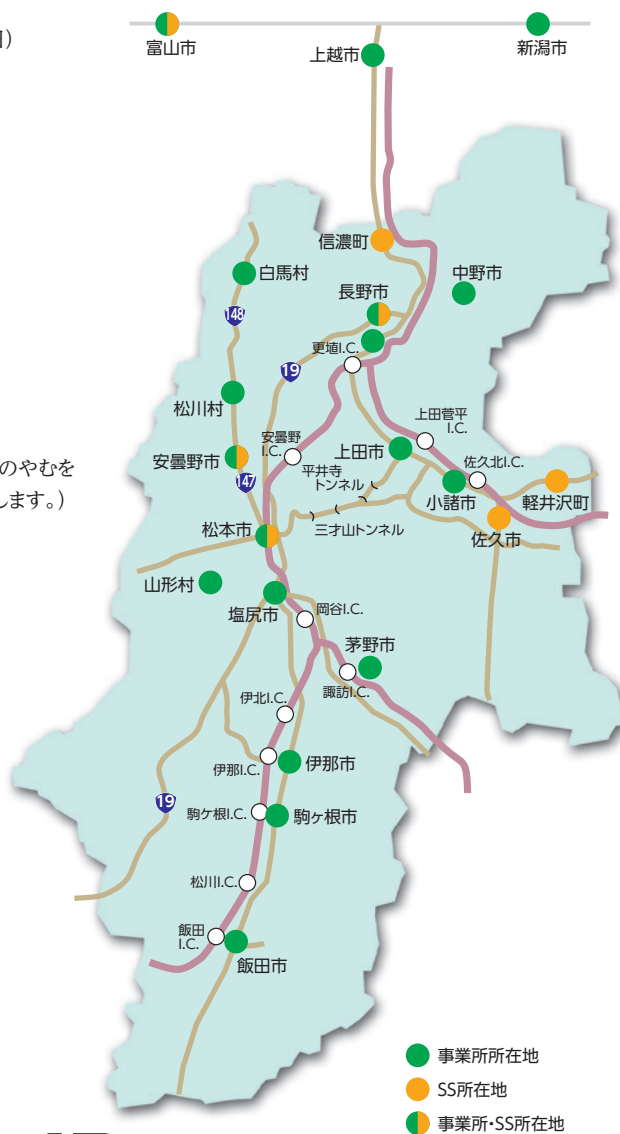 富山市
上越市
新潟市
信濃町
白馬村
中野市
長野市
148
更埴I.C.
19
松川村
上田菅平
I.C.
安曇野
I.C.
上田市
佐久北I.C.
安曇野市
のやむを
平井寺
トンネル
147
小諸市
軽井沢町
します。)
松本市
三才山トンネル
佐久市
山形村
塩尻市
岡谷I.C.
茅野市
諏訪I.C.
伊北I.C.
伊那I.C.
伊那市
19
駒ヶ根I.C.
駒ヶ根市
松川I.C.
飯田
I.C.
飯田市
事業所所在地
SS所在地
事業所・SS所在地